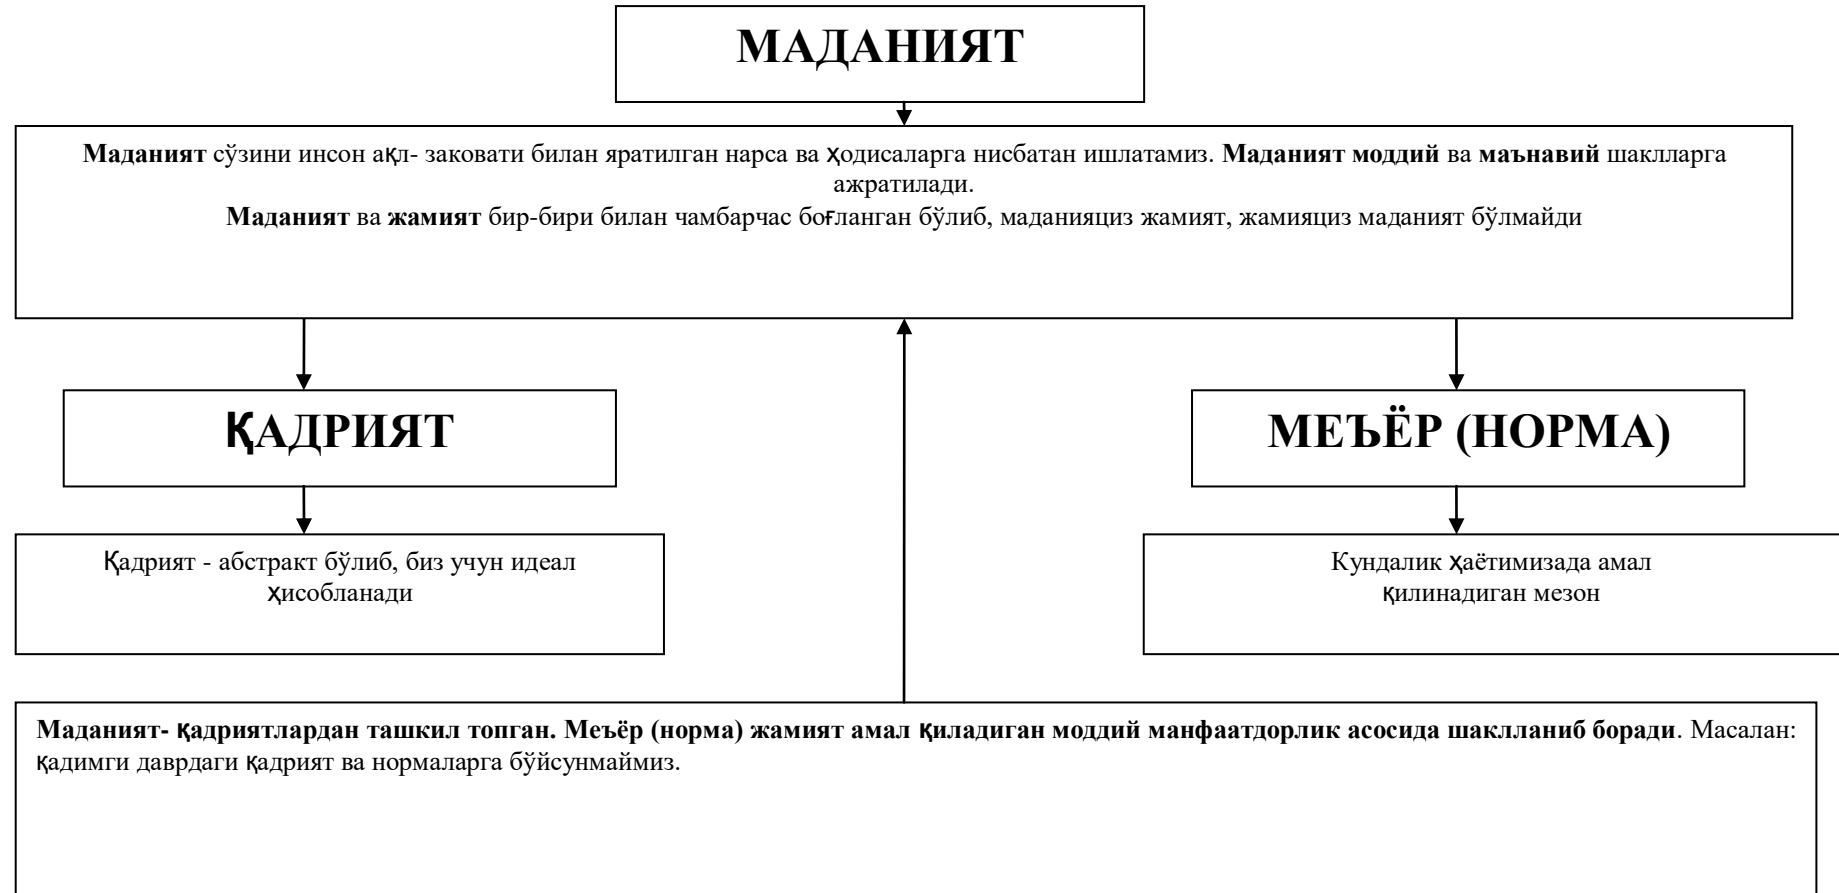 МАДАНИЯТ
Маданият сўзини инсон ақл- заковати билан яратилган нарса ва ҳодисаларга нисбатан ишлатамиз. Маданият моддий ва маънавий шаклларга
ажратилади.
Маданият ва жамият бир-бири билан чамбарчас боғланган бўлиб, маданияциз жамият, жамияциз маданият бўлмайди
ҚАДРИЯТ
МЕЪЁР (НОРМА)
Қадрият - абстракт бўлиб, биз учун идеал
ҳисобланади
Кундалик ҳаётимизада амал
қилинадиган мезон
Маданият- қадриятлардан ташкил топган. Меъёр (норма) жамият амал қиладиган моддий манфаатдорлик асосида шаклланиб боради. Масалан:
қадимги даврдаги қадрият ва нормаларга бўйсунмаймиз.